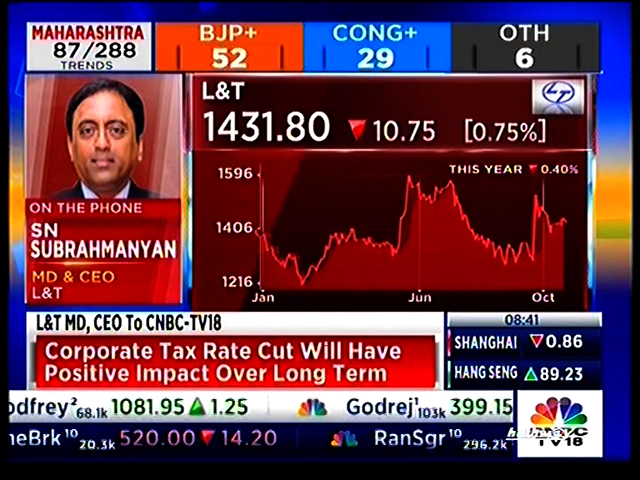 MAHARASHTRA
87/288
TRENDS
BJP+
52
CONG+
29
OTH
6
L&T
1431.80 ▼ 10.75 [0.75%]
THIS YEAR ▼ 0.40%
1596
1406
1216
Jan Jun Oct
ON THE PHONE
SN
SUBRAHMANYAN
MD & CEO
L&T
L&T MD, CEO TO CNBC-TV18
Corporate Tax Rate Cut Will Have
Positive Impact Over Long Term
08:41
SHANGHAI ▼0.86
HANG SENG ▲89.23
odfrey² 68.1k 1081.95 ▲ 1.25 Godrej¹ 103k 399.15
neBrk¹⁰ 20.3k 520.00 ▼ 14.20 RanSgr¹⁰ 296.2k
TV18